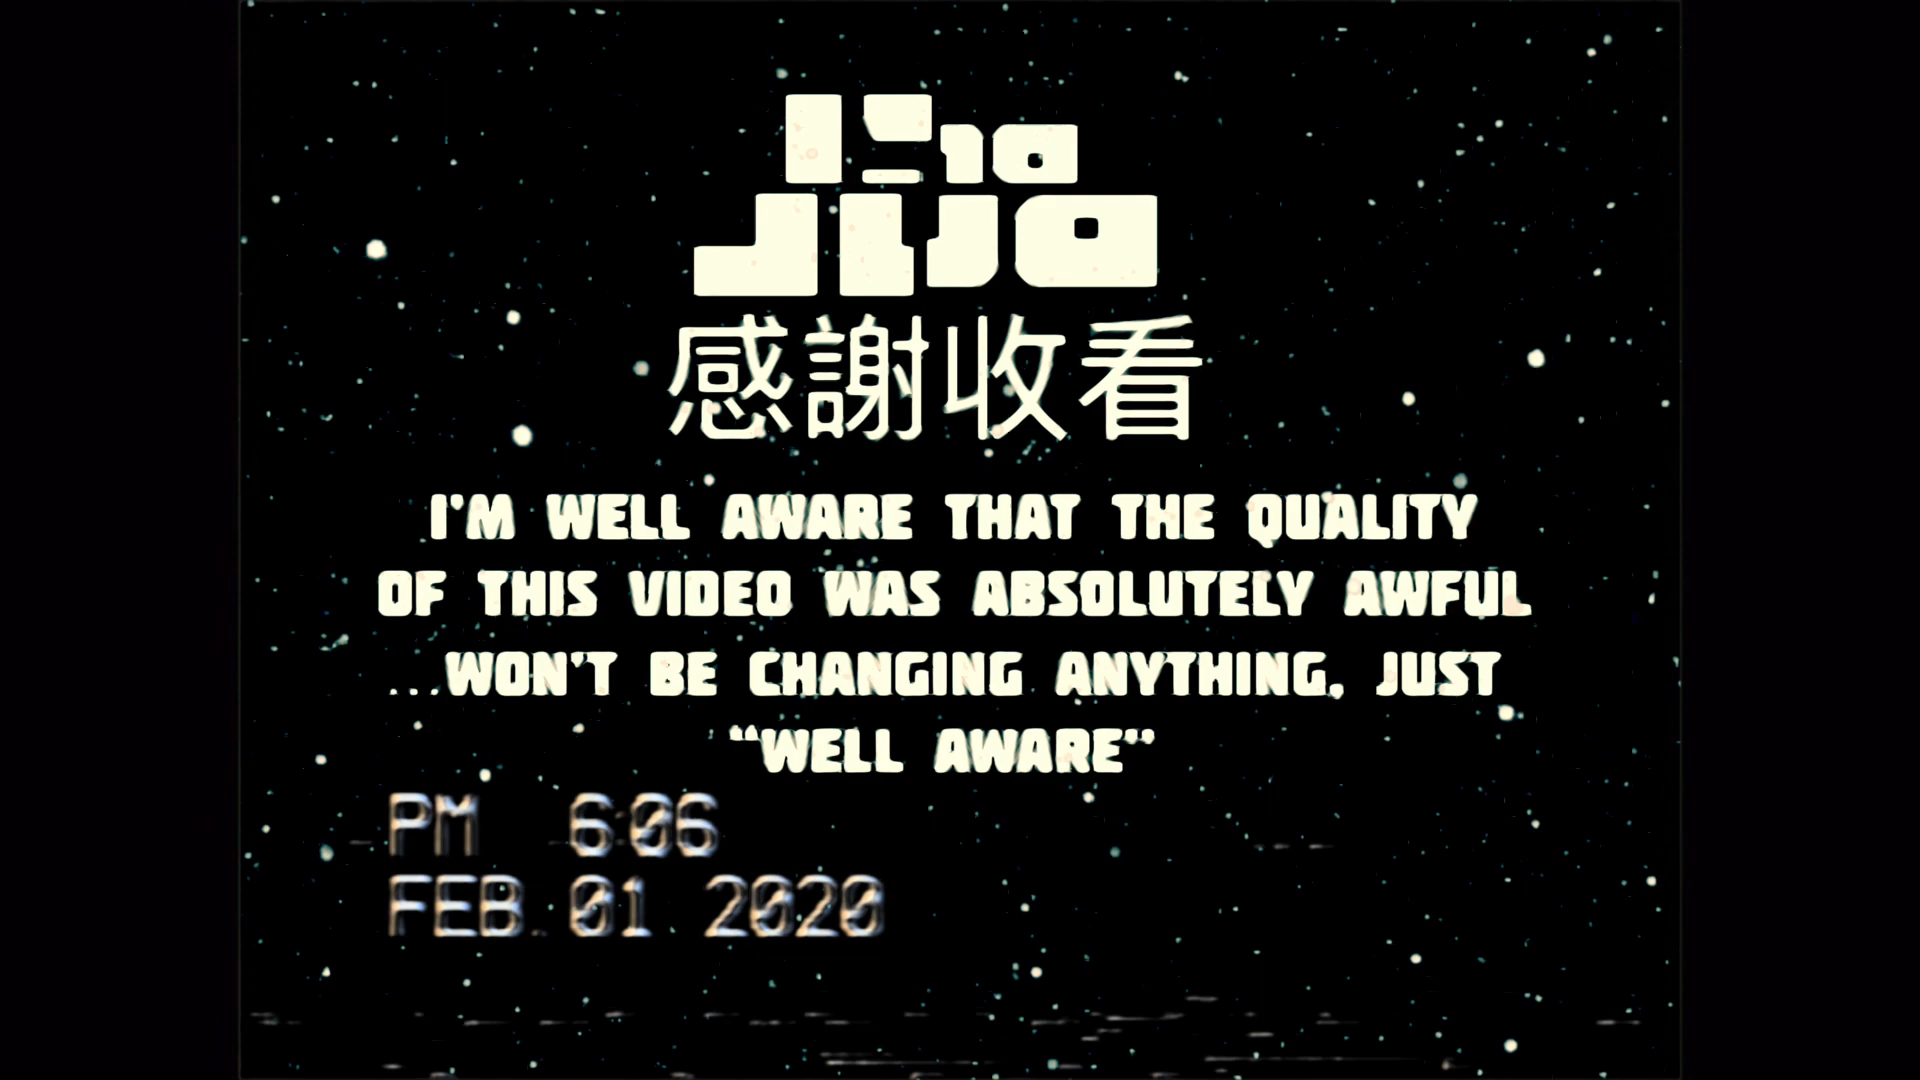 感謝收看
I'M WELL AWARE THAT THE QUALITY
OF THIS VIDEO WAS ABSOLUTELY AWFUL
...WON'T BE CHANGING ANYTHING, JUST
“WELL AWARE”
PM 6:06
FEB. 01 2020